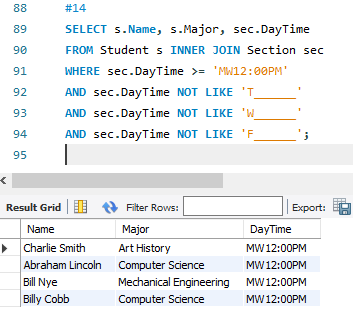 88 #14
89 SELECT s.Name, s.Major, sec.DayTime
90 FROM Student s INNER JOIN Section sec
91 WHERE sec.DayTime >= 'MW12:00PM'
92 AND sec.DayTime NOT LIKE 'T______'
93 AND sec.DayTime NOT LIKE 'W______'
94 AND sec.DayTime NOT LIKE 'F______';
95
Result Grid Filter Rows: Export:
Name Major DayTime
Charlie Smith Art History MW12:00PM
Abraham Lincoln Computer Science MW12:00PM
Bill Nye Mechanical Engineering MW12:00PM
Billy Cobb Computer Science MW12:00PM